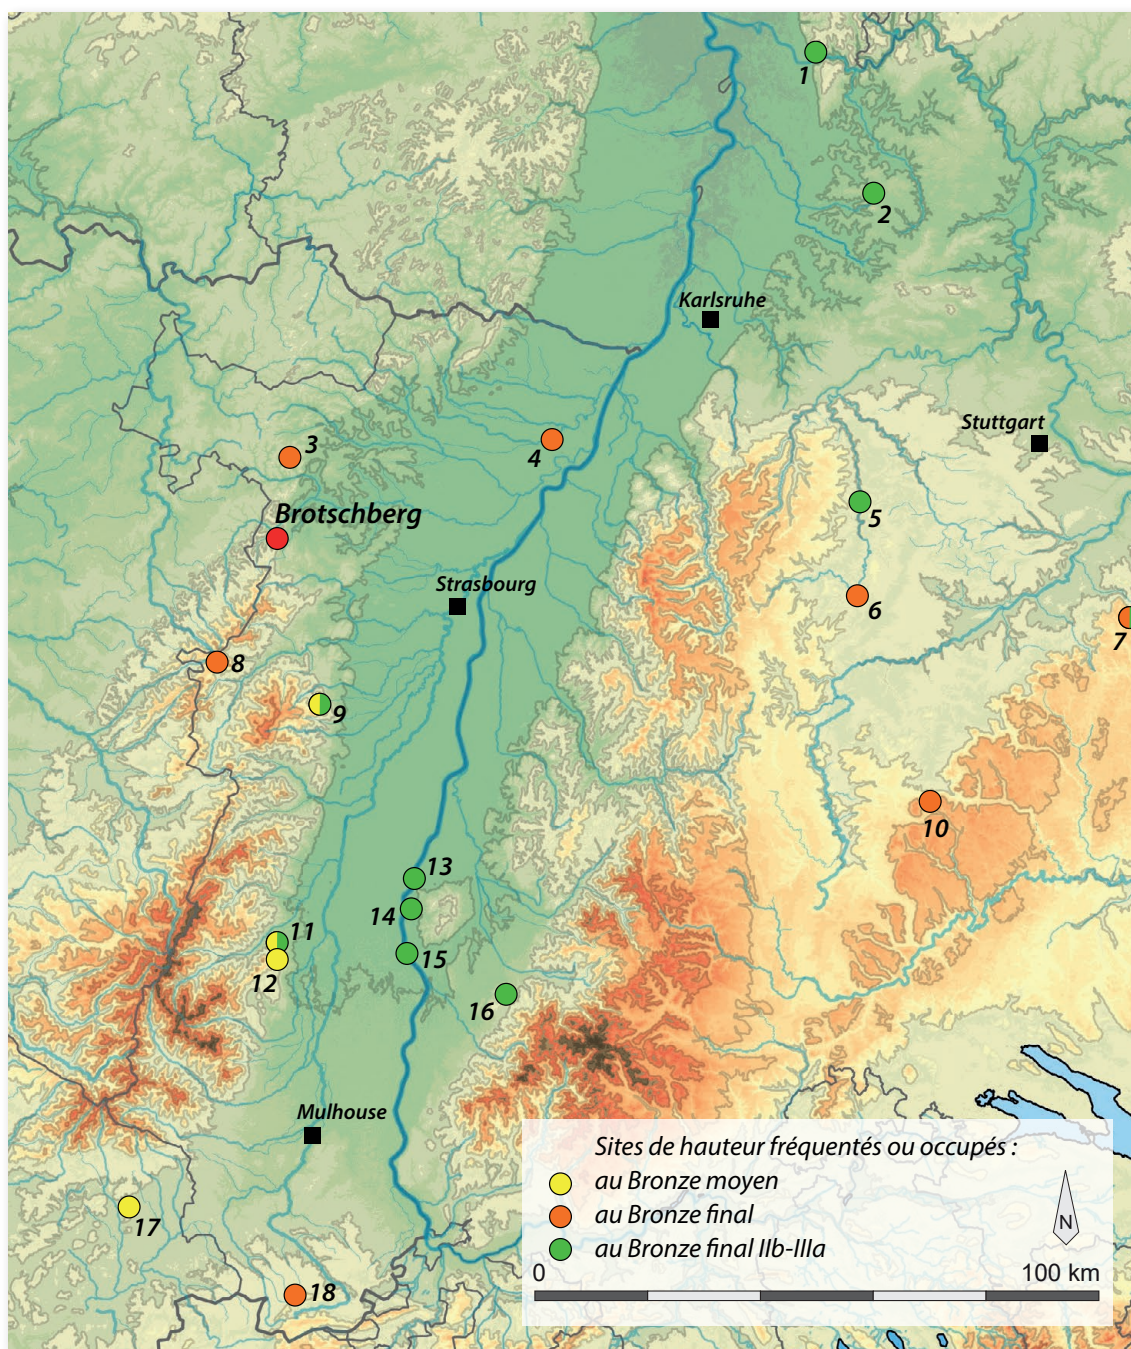 1
2
Karlsruhe
Stuttgart
3
4
Brotschberg
5
Strasbourg
6
7
8
9
10
13
14
11
15
12
16
Mulhouse
17
18
Sites de hauteur fréquentés ou occupés :
au Bronze moyen
au Bronze final
au Bronze final IIb-IIIa
N
0 100 km